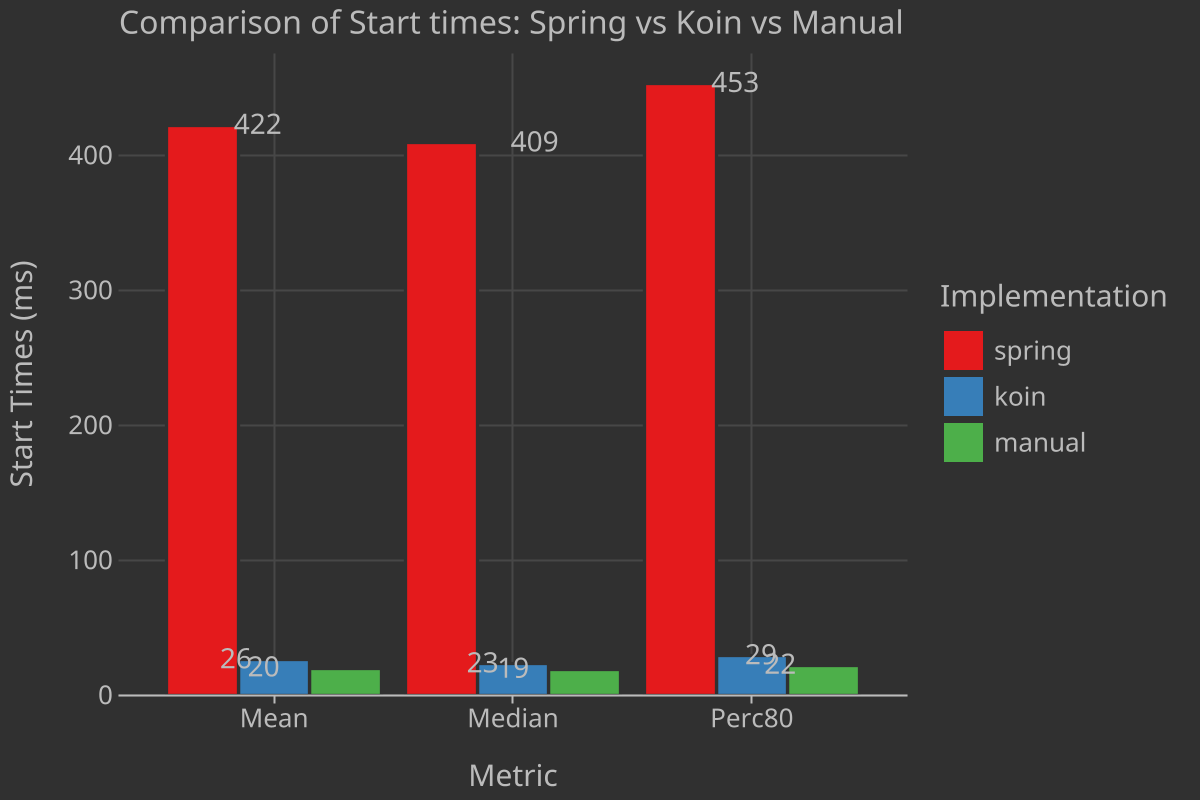 Comparison of Start times: Spring vs Koin vs Manual
Start Times (ms)
400
300
200
100
0
422
409
453
26
20
23
19
29
22
Mean
Median
Perc80
Metric
Implementation
spring
koin
manual